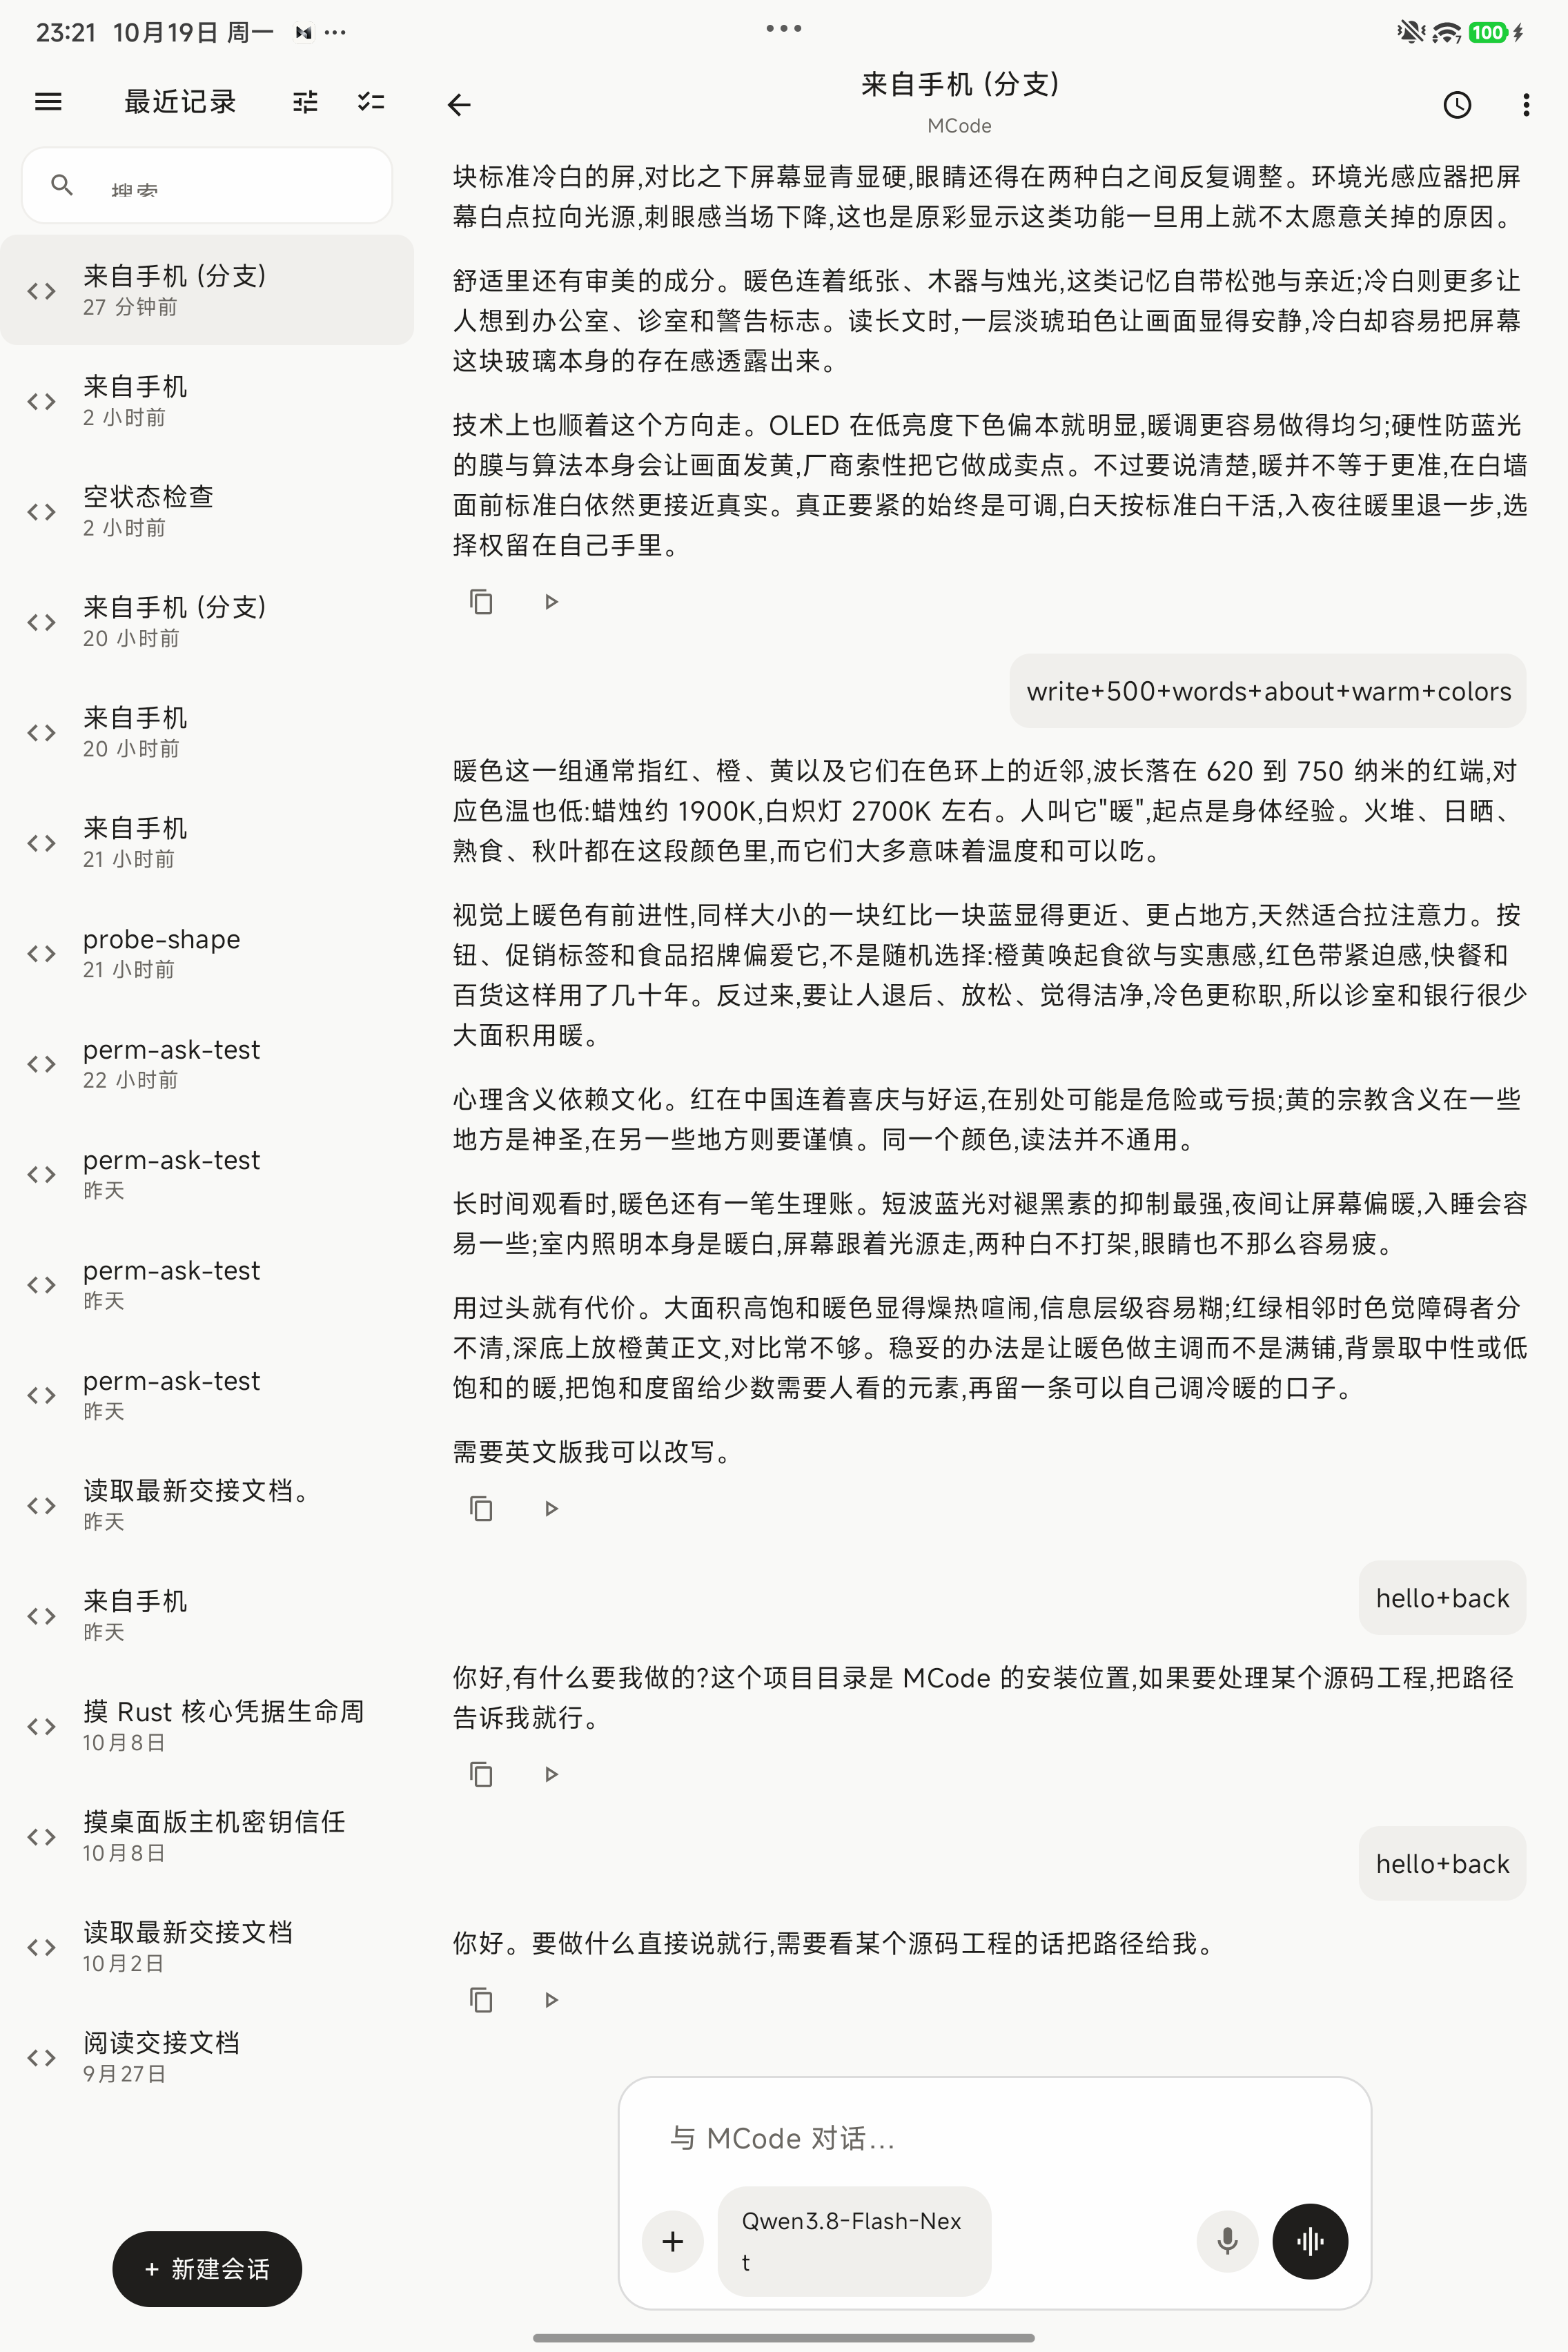 23:21 10月19日 周一
100
最近记录
搜索
来自手机 (分支)
27 分钟前
来自手机
2 小时前
空状态检查
2 小时前
来自手机 (分支)
20 小时前
来自手机
20 小时前
来自手机
21 小时前
probe-shape
21 小时前
perm-ask-test
22 小时前
perm-ask-test
昨天
perm-ask-test
昨天
perm-ask-test
昨天
读取最新交接文档。
昨天
来自手机
昨天
摸 Rust 核心凭据生命周
10月8日
摸桌面版主机密钥信任
10月8日
读取最新交接文档
10月2日
阅读交接文档
9月27日
+ 新建会话
来自手机 (分支)
MCode
块标准冷白的屏,对比之下屏幕显青显硬,眼睛还得在两种白之间反复调整。环境光感应器把屏
幕白点拉向光源,刺眼感当场下降,这也是原彩显示这类功能一旦用上就不太愿意关掉的原因。
舒适里还有审美的成分。暖色连着纸张、木器与烛光,这类记忆自带松弛与亲近;冷白则更多让
人想到办公室、诊室和警告标志。读长文时,一层淡琥珀色让画面显得安静,冷白却容易把屏幕
这块玻璃本身的存在感透露出来。
技术上也顺着这个方向走。OLED 在低亮度下色偏本就明显,暖调更容易做得均匀;硬性防蓝光
的膜与算法本身会让画面发黄,厂商索性把它做成卖点。不过要说清楚,暖并不等于更准,在白墙
面前标准白依然更接近真实。真正要紧的始终是可调,白天按标准白干活,入夜往暖里退一步,选
择权留在自己手里。
write+500+words+about+warm+colors
暖色这一组通常指红、橙、黄以及它们在色环上的近邻,波长落在 620 到 750 纳米的红端,对
应色温也低:蜡烛约 1900K,白炽灯 2700K 左右。人叫它"暖",起点是身体经验。火堆、日晒、
熟食、秋叶都在这段颜色里,而它们大多意味着温度和可以吃。
视觉上暖色有前进性,同样大小的一块红比一块蓝显得更近、更占地方,天然适合拉注意力。按
钮、促销标签和食品招牌偏爱它,不是随机选择:橙黄唤起食欲与实惠感,红色带紧迫感,快餐和
百货这样用了几十年。反过来,要让人退后、放松、觉得洁净,冷色更称职,所以诊室和银行很少
大面积用暖。
心理含义依赖文化。红在中国连着喜庆与好运,在别处可能是危险或亏损;黄的宗教含义在一些
地方是神圣,在另一些地方则要谨慎。同一个颜色,读法并不通用。
长时间观看时,暖色还有一笔生理账。短波蓝光对褪黑素的抑制最强,夜间让屏幕偏暖,入睡会容
易一些;室内照明本身是暖白,屏幕跟着光源走,两种白不打架,眼睛也不那么容易疲。
用过头就有代价。大面积高饱和暖色显得燥热喧闹,信息层级容易糊;红绿相邻时色觉障碍者分
不清,深底上放橙黄正文,对比常不够。稳妥的办法是让暖色做主调而不是满铺,背景取中性或低
饱和的暖,把饱和度留给少数需要人看的元素,再留一条可以自己调冷暖的口子。
需要英文版我可以改写。
hello+back
你好,有什么要我做的?这个项目目录是 MCode 的安装位置,如果要处理某个源码工程,把路径
告诉我就行。
hello+back
你好。要做什么直接说就行,需要看某个源码工程的话把路径给我。
与 MCode 对话...
Qwen3.8-Flash-Nex
t